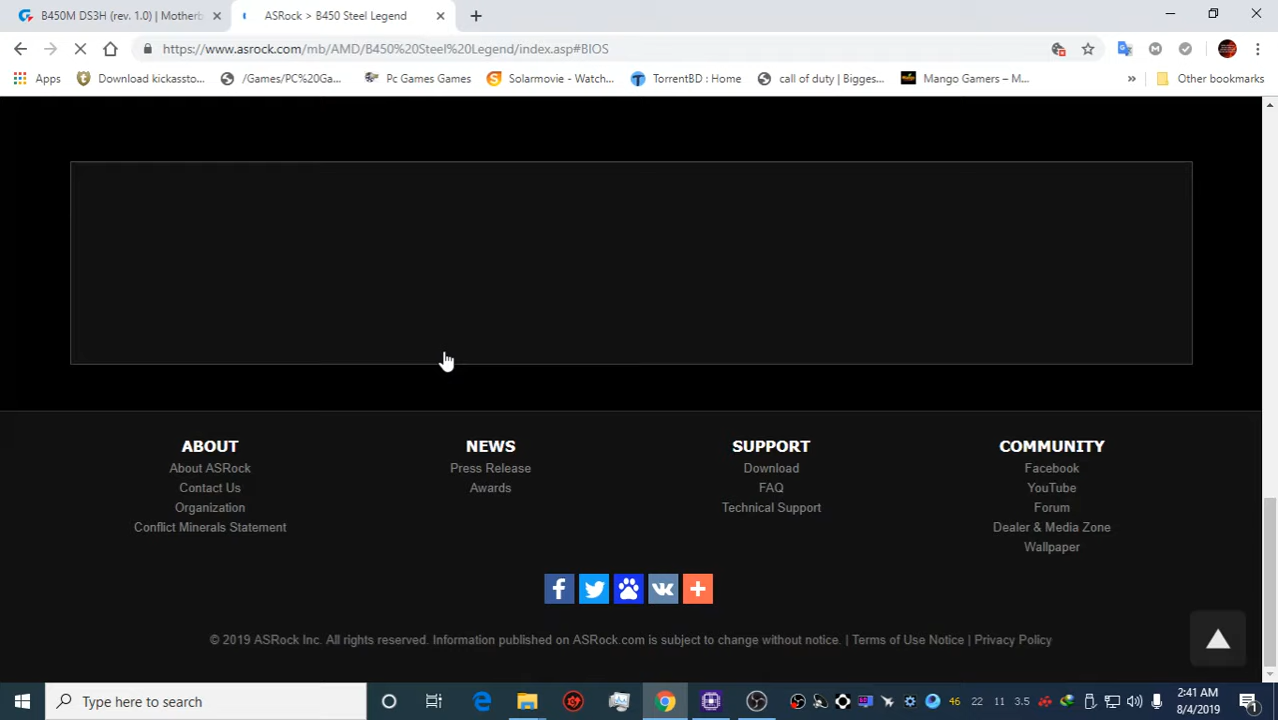 B450M DS3H (rev. 1.0) | Motherb
ASRock > B450 Steel Legend
https://www.asrock.com/mb/AMD/B450%20Steel%20Legend/index.asp#BIOS
Apps
Download kickassto...
/Games/PC%20Ga...
Pc Games Games
Solarmovie - Watch...
TorrentBD : Home
call of duty | Bigges...
Mango Gamers – M...
»
Other bookmarks
ABOUT
About ASRock
Contact Us
Organization
Conflict Minerals Statement
NEWS
Press Release
Awards
SUPPORT
Download
FAQ
Technical Support
COMMUNITY
Facebook
YouTube
Forum
Dealer & Media Zone
Wallpaper
© 2019 ASRock Inc. All rights reserved. Information published on ASRock.com is subject to change without notice. | Terms of Use Notice | Privacy Policy
Type here to search
46 22 11 3.5
2:41 AM
8/4/2019